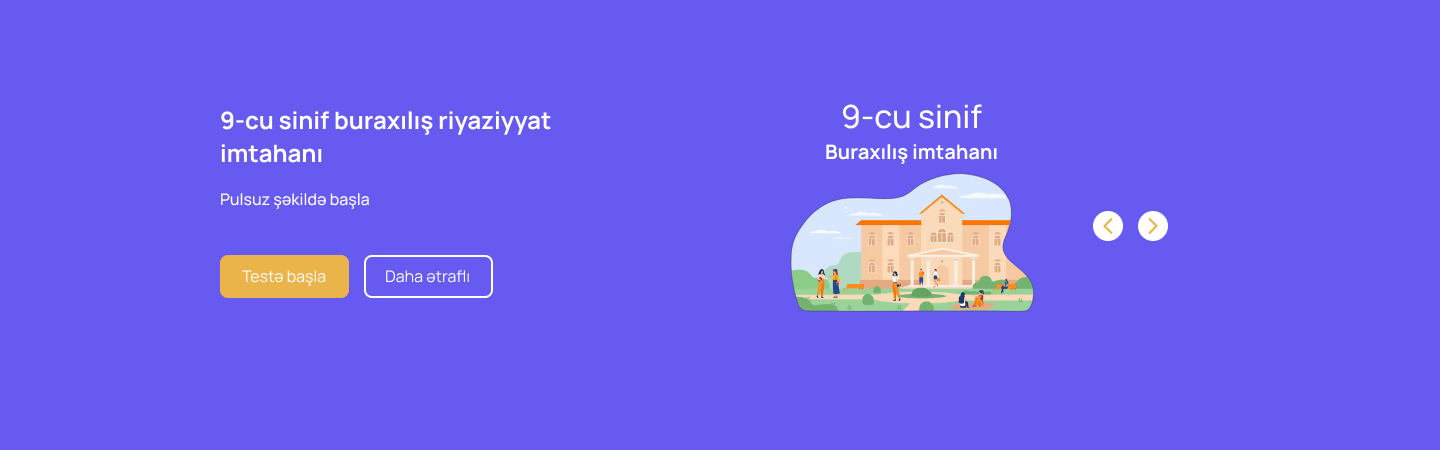 9-cu sinif buraxılış riyaziyyat
imtahanı
Pulsuz şəkildə başla
Testə başla
Daha ətraflı
9-cu sinif
Buraxılış imtahanı